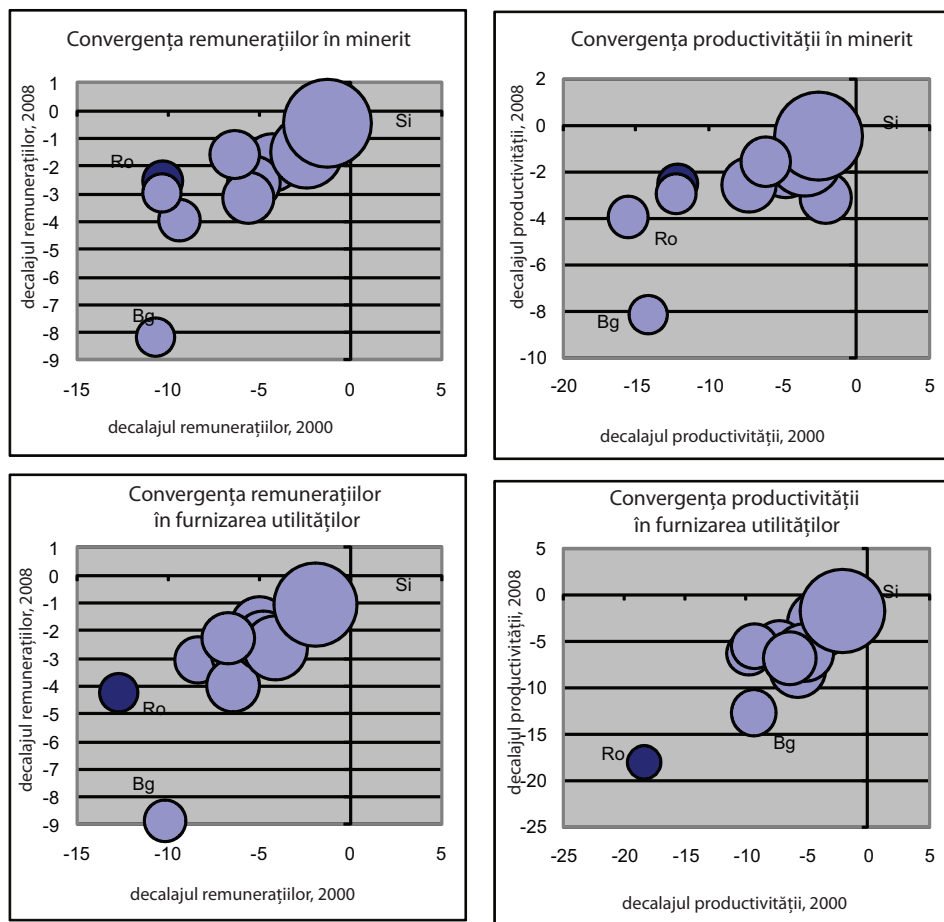 Convergența remunerațiilor în minerit
decalajul remunerațiilor, 2008
1
0
-1
-2
-3
-4
-5
-6
-7
-8
-9
Si
Ro
Bg
-15
-10
-5
0
5
decalajul remunerațiilor, 2000
Convergența productivității în minerit
decalajul productivității, 2008
2
0
-2
-4
-6
-8
-10
Si
Ro
Bg
-20
-15
-10
-5
0
5
decalajul productivității, 2000
Convergența remunerațiilor
în furnizarea utilităților
decalajul remunerațiilor, 2008
1
0
-1
-2
-3
-4
-5
-6
-7
-8
-9
Si
Ro
Bg
-15
-10
-5
0
5
decalajul remunerațiilor, 2000
Convergența productivității
în furnizarea utilităților
decalajul productivității, 2008
5
0
-5
-10
-15
-20
-25
Si
Bg
Ro
-25
-20
-15
-10
-5
0
5
decalajul productivității, 2000